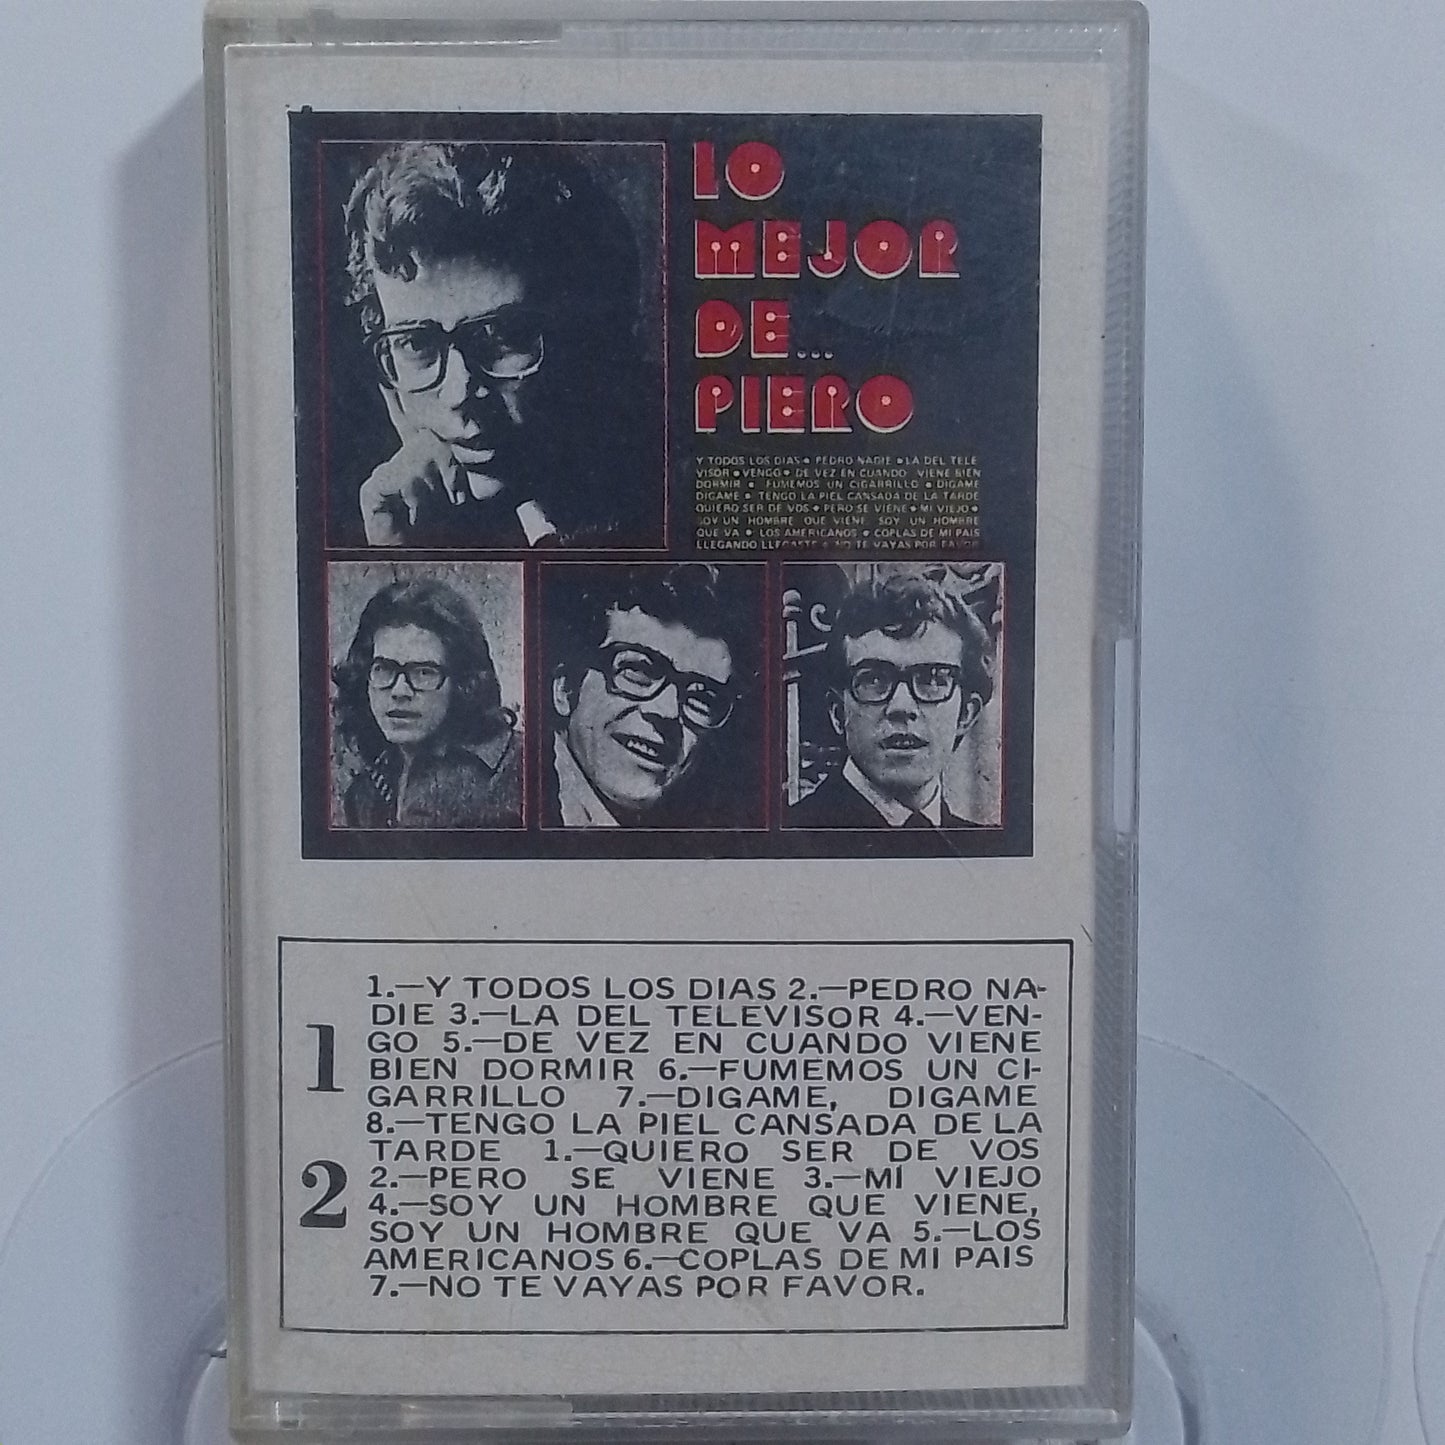 LO
MEJOR
DE...
PIERO
Y TODOS LOS DIAS • PEDRO NADIE • LA DEL TELE
VISOR • VENGO • DE VEZ EN CUANDO VIENE BIEN
DORMIR • FUMEMOS UN CIGARRILLO • DIGAME
DIGAME • TENGO LA PIEL CANSADA DE LA TARDE
QUIERO SER DE VOS • PERO SE VIENE • MI VIEJO •
SOY UN HOMBRE QUE VIENE SOY UN HOMBRE
QUE VA • LOS AMERICANOS • COPLAS DE MI PAIS
LLEGANDO LLEGASTE • NO TE VAYAS POR FAVOR
1
1.—Y TODOS LOS DIAS 2.—PEDRO NA-
DIE 3.—LA DEL TELEVISOR 4.—VEN-
GO 5.—DE VEZ EN CUANDO VIENE
BIEN DORMIR 6.—FUMEMOS UN CI-
GARRILLO 7.—DIGAME, DIGAME
8.—TENGO LA PIEL CANSADA DE LA
TARDE 1.—QUIERO SER DE VOS
2
2.—PERO SE VIENE 3.—MI VIEJO
4.—SOY UN HOMBRE QUE VIENE,
SOY UN HOMBRE QUE VA 5.—LOS
AMERICANOS 6.—COPLAS DE MI PAIS
7.—NO TE VAYAS POR FAVOR.